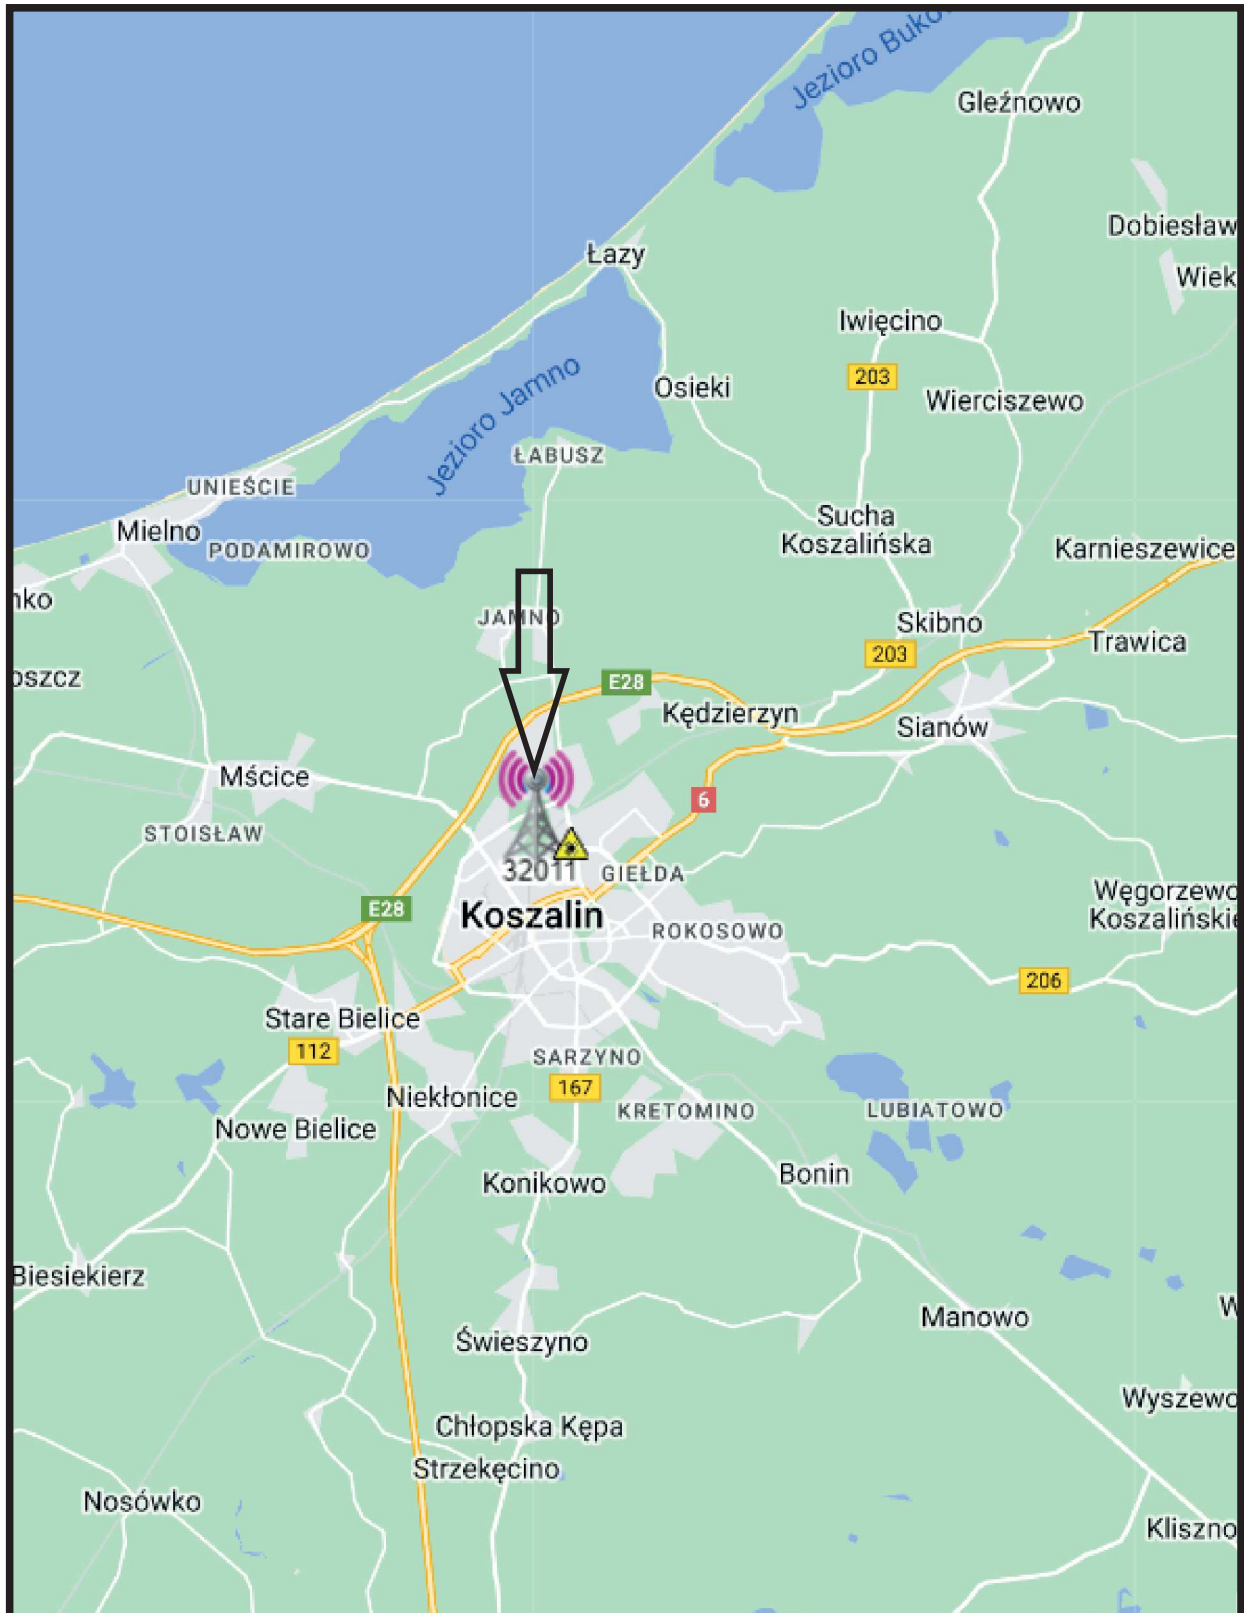 Jezioro Buko
Gleźnowo
Dobiesław
Łazy
Wiek
Iwięcino
203
Osieki
Wierciszewo
Jezioro Jamno
ŁABUSZ
UNIEŚCIE
Mielno
Sucha
Koszalińska
PODAMIROWO
Karnieszewice
nko
JAMNO
Skibno
203
Trawica
oszcz
E28
Kędzierzyn
Sianów
Mścice
6
STOISŁAW
32011
GIEŁDA
E28
Koszalin
Węgorzewo
Koszalińskie
ROKOSOWO
206
Stare Bielice
112
SARZYNO
167
Niekłonice
KRETOMINO
LUBIATOWO
Nowe Bielice
Bonin
Konikowo
Biesiekierz
W
Manowo
Świeszyno
Wyszewo
Chłopska Kępa
Strzekęcino
Nosówko
Kliszno